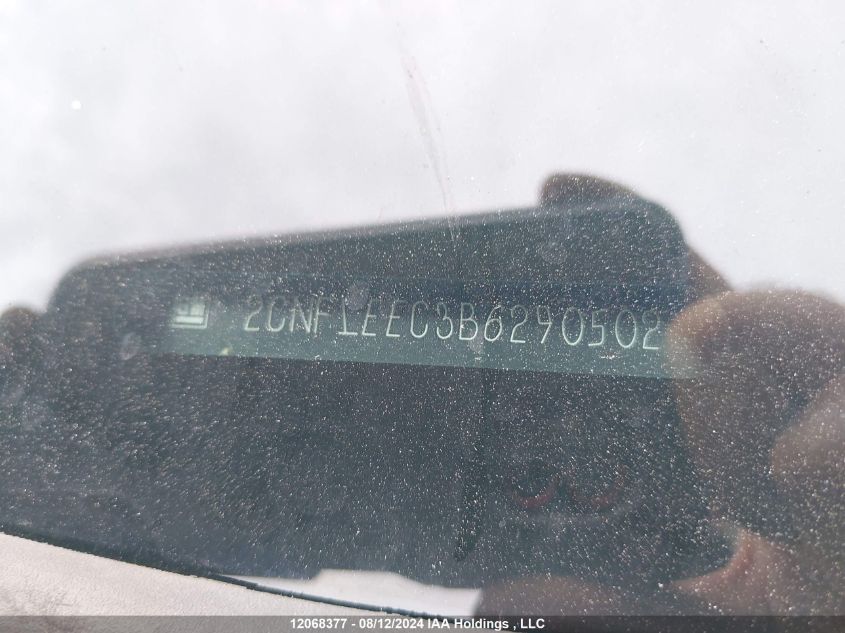 2CNFLEEC3B6290502
12068377 - 08/12/2024 IAA Holdings , LLC